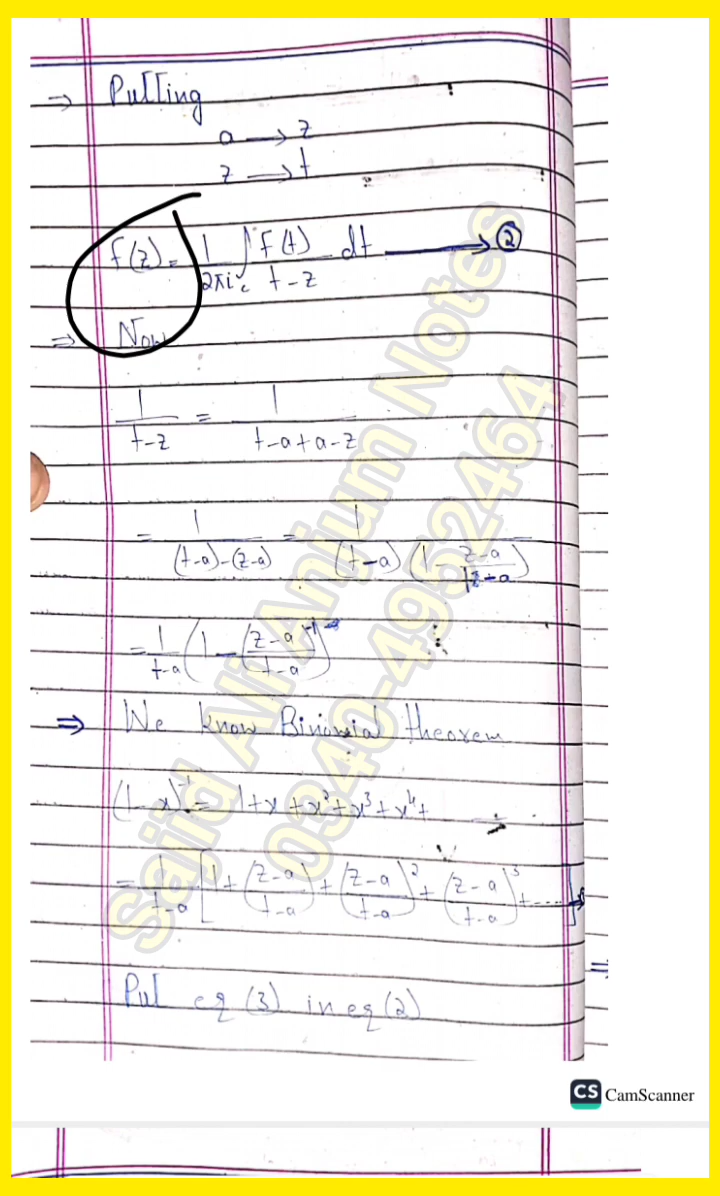 ⇒ Putting
a → z
z → t
f(z) = 1/2πi ∫c F(t)/t-z dt → ②
⇒ Now
1/t-z = 1/t-a+a-z
= 1/(t-a)-(z-a) = 1/(t-a)(1 - z-a/t-a)
= 1/t-a (1 - (z-a/t-a))^-1
⇒ We know Binomial theorem
(1-x)^-1 = 1+x+x²+x³+x⁴+
= 1/t-a [1+(z-a/t-a)+(z-a/t-a)²+(z-a/t-a)³+----]
⇒
Put eq (3) in eq (2)
Sajid Ali Anjum Notes
0340-4952464
CS CamScanner